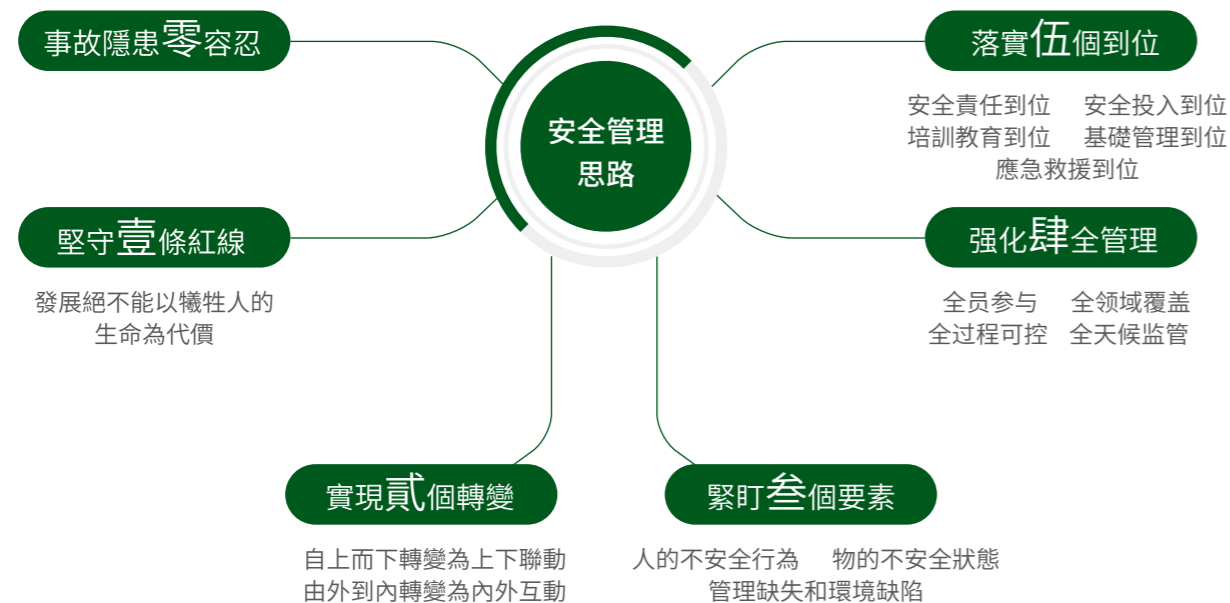 安全管理
思路
事故隱患零容忍
堅守壹條紅線
發展絕不能以犧牲人的
生命為代價
實現貳個轉變
自上而下轉變為上下聯動
由外到內轉變為內外互動
緊盯叁個要素
人的不安全行為 物的不安全狀態
管理缺失和環境缺陷
强化肆全管理
全员参与 全领域覆盖
全过程可控 全天候监管
落實伍個到位
安全責任到位 安全投入到位
培訓教育到位 基礎管理到位
應急救援到位